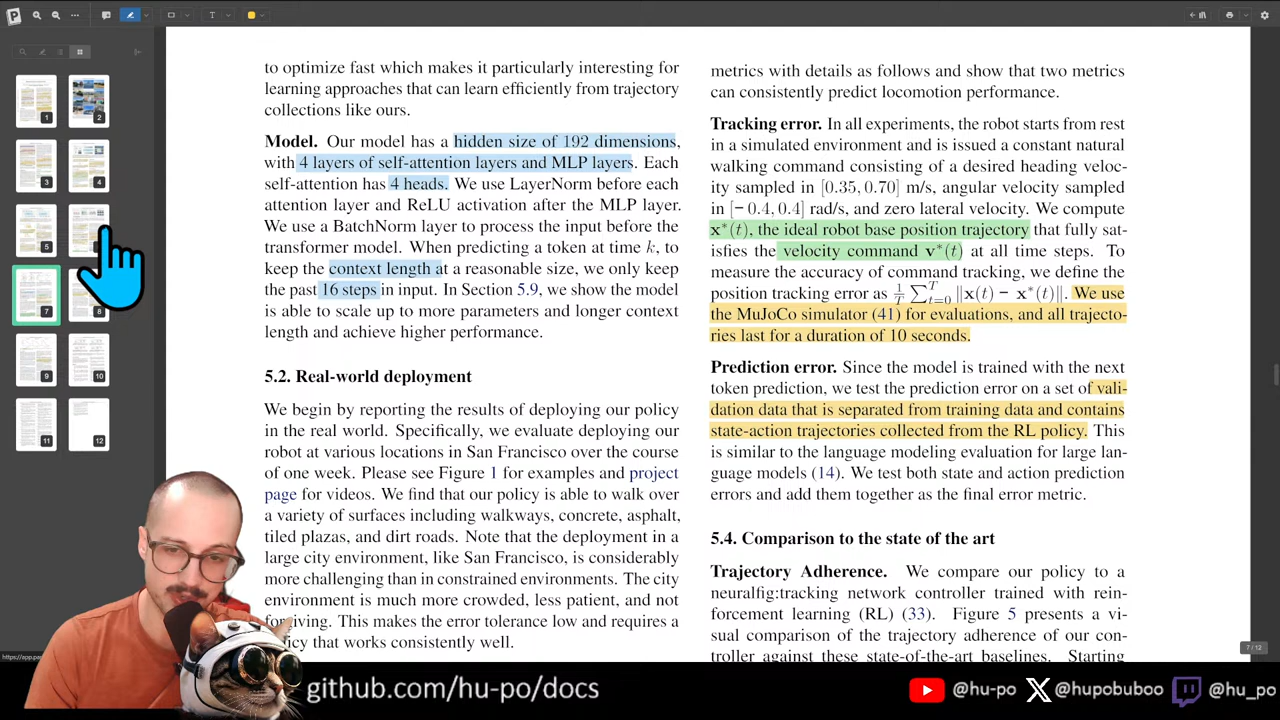 to optimize fast which makes it particularly interesting for
learning approaches that can learn efficiently from trajectory
collections like ours.
Model. Our model has a hidden size of 192 dimensions,
with 4 layers of self-attention layers and MLP layers. Each
self-attention has 4 heads. We use LayerNorm before each
attention layer and ReLU activation after the MLP layer.
We use a BatchNorm layer to process the input before the
transformer model. When predicting a token at time k, to
keep the context length at a reasonable size, we only keep
the past 16 steps in input. In Section 5.9, we show the model
is able to scale up to more parameters and longer context
length and achieve higher performance.
5.2. Real-world deployment
We begin by reporting the results of deploying our policy
in the real world. Specifically, we evaluate deploying our
robot at various locations in San Francisco over the course
of one week. Please see Figure 1 for examples and project
page for videos. We find that our policy is able to walk over
a variety of surfaces including walkways, concrete, asphalt,
tiled plazas, and dirt roads. Note that the deployment in a
large city environment, like San Francisco, is considerably
more challenging than in constrained environments. The city
environment is much more crowded, less patient, and not
forgiving. This makes the error tolerance low and requires a
policy that works consistently well.
metrics with details as follows and show that two metrics
can consistently predict locomotion performance.
Tracking error. In all experiments, the robot starts from rest
in a simulated environment and is issued a constant natural
walking command consisting of a desired heading veloc-
ity sampled in [0.35, 0.70] m/s, angular velocity sampled
in [−0.4, 0.4] rad/s, and zero lateral velocity. We compute
x*(t), the ideal robot base position trajectory that fully sat-
isfies the velocity command v*(t) at all time steps. To
measure the accuracy of command tracking, we define the
position tracking error as 1/T ∑_{t=0}^{T} ‖x(t) − x*(t)‖. We use
the MuJoCo simulator (41) for evaluations, and all trajecto-
ries last for a duration of 10 seconds.
Prediction error. Since the model is trained with the next
token prediction, we test the prediction error on a set of vali-
dation data that is separated from training data and contains
state-action trajectories collected from the RL policy. This
is similar to the language modeling evaluation for large lan-
guage models (14). We test both state and action prediction
errors and add them together as the final error metric.
5.4. Comparison to the state of the art
Trajectory Adherence. We compare our policy to a
neuralfig:tracking network controller trained with rein-
forcement learning (RL) (33). Figure 5 presents a vi-
sual comparison of the trajectory adherence of our con-
troller against these state-of-the-art baselines. Starting
1
2
3
4
5
7
8
9
10
11
12
7 / 12
github.com/hu-po/docs
@hu-po
@hupobuboo
@hu_po